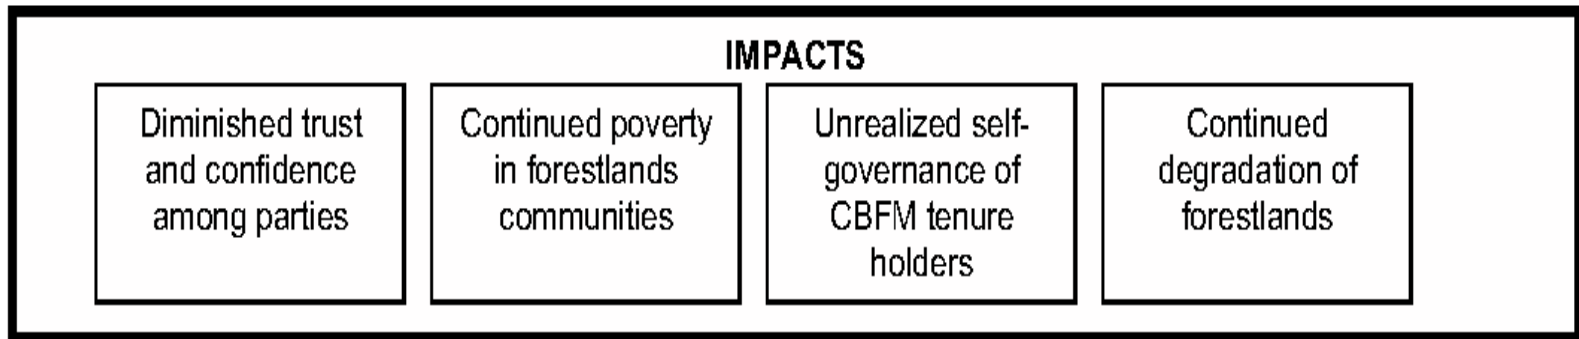 IMPACTS
Diminished trust
and confidence
among parties
Continued poverty
in forestlands
communities
Unrealized self-
governance of
CBFM tenure
holders
Continued
degradation of
forestlands